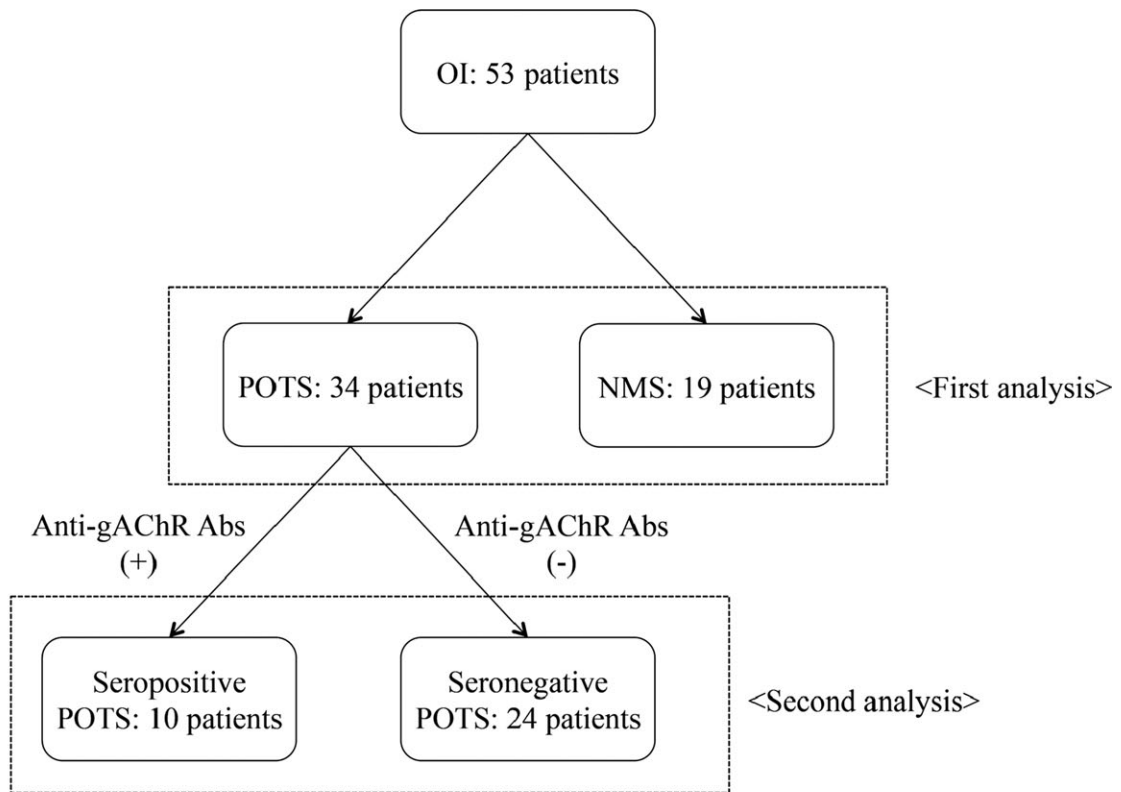 OI: 53 patients
POTS: 34 patients
NMS: 19 patients
<First analysis>
Anti-gAChR Abs
(+)
Anti-gAChR Abs
(-)
Seropositive
POTS: 10 patients
Seronegative
POTS: 24 patients
<Second analysis>